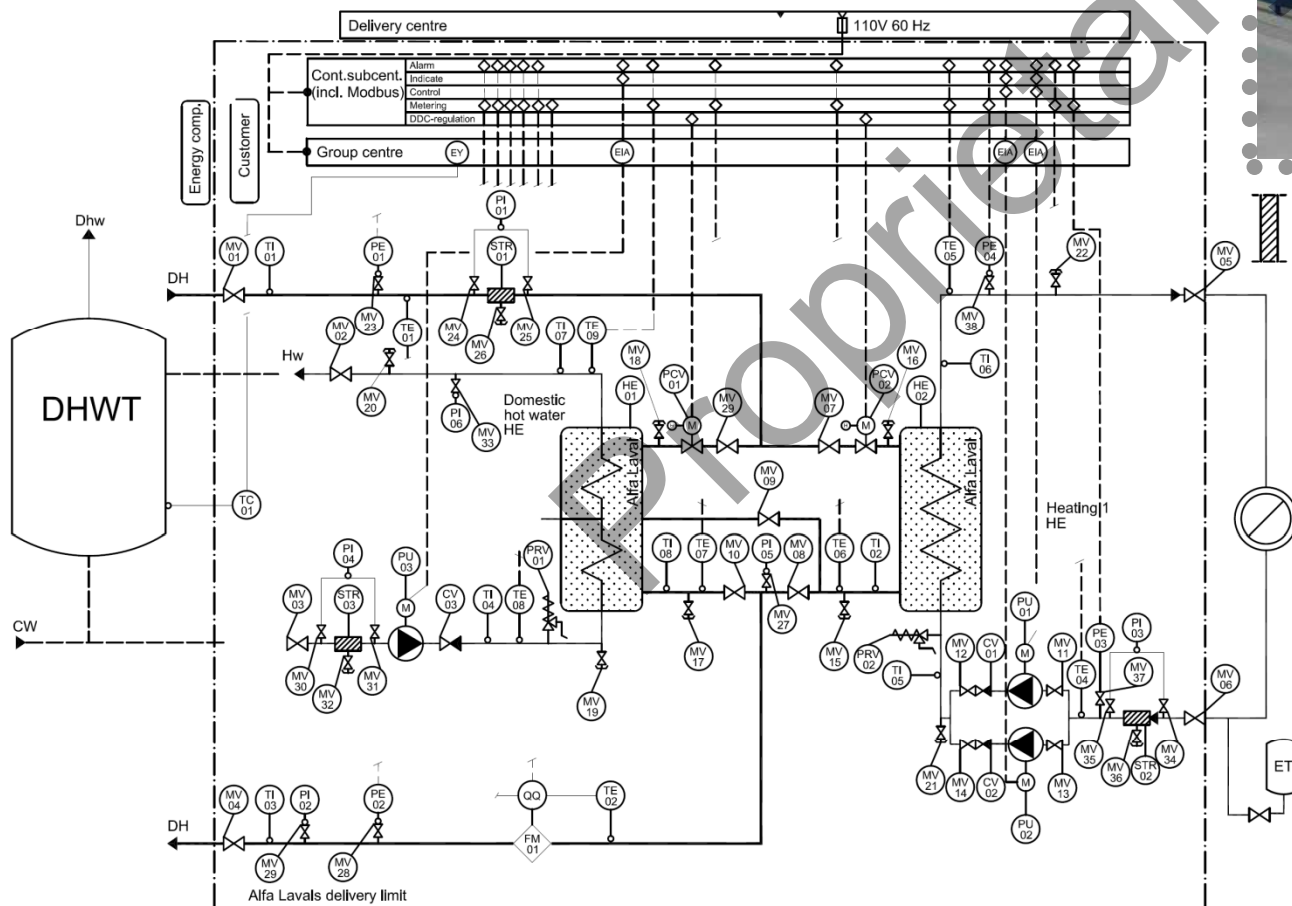 Delivery centre
110V 60 Hz
Cont.subcent.
(incl. Modbus)
Alarm
Indicate
Control
Metering
DDC-regulation
Group centre
EY
EIA
EIA
EIA
Energy comp.
Customer
Dhw
PI 01
MV 01
TI 01
PE 01
STR 01
TE 05
PE 04
MV 22
MV 05
DH
MV 23
TE 01
MV 24
MV 26
MV 25
MV 38
MV 02
TI 07
TE 09
MV 18
MV 16
TI 06
Hw
MV 20
PI 06
MV 33
Domestic
hot water
HE
HE 01
PCV 01
MV 29
MV 07
PCV 02
HE 02
M
M
DHWT
Alfa Laval
Alfa Laval
MV 09
TC 01
Heating 1
HE
PI 04
PU 03
PRV 01
TI 08
TE 07
MV 10
PI 05
MV 08
TE 06
TI 02
MV 03
STR 03
M
CV 03
TI 04
TE 08
MV 27
PU 01
CW
MV 30
MV 32
MV 31
MV 17
MV 15
PRV 02
MV 12
CV 01
M
MV 11
PE 03
PI 03
TI 05
TE 04
MV 37
MV 06
MV 19
MV 21
MV 14
CV 02
M
MV 13
MV 35
MV 36
STR 02
MV 34
ET
PU 02
MV 04
TI 03
PI 02
PE 02
QQ
TE 02
DH
FM 01
MV 29
MV 28
Alfa Lavals delivery limit
Proprietar